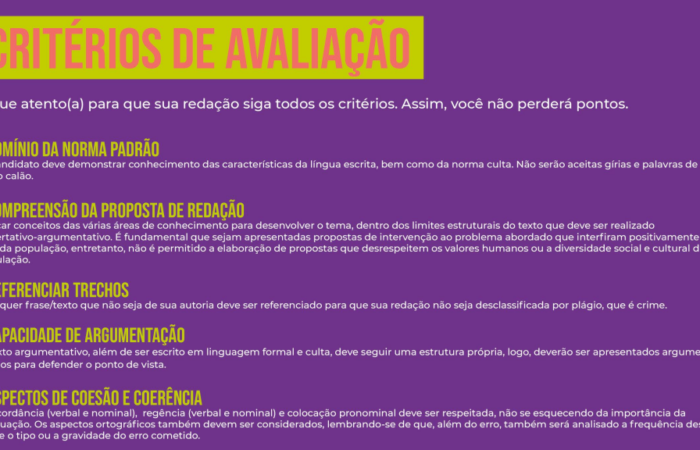 CRITÉRIOS DE AVALIAÇÃO
que atento(a) para que sua redação siga todos os critérios. Assim, você não perderá pontos.
OMÍNIO DA NORMA PADRÃO
andidato deve demonstrar conhecimento das características da língua escrita, bem como da norma culta. Não serão aceitas gírias e palavras de
o calão.
OMPREENSÃO DA PROPOSTA DE REDAÇÃO
car conceitos das várias áreas de conhecimento para desenvolver o tema, dentro dos limites estruturais do texto que deve ser realizado
ertativo-argumentativo. É fundamental que sejam apresentadas propostas de intervenção ao problema abordado que interfiram positivamente
da população, entretanto, não é permitido a elaboração de propostas que desrespeitem os valores humanos ou a diversidade social e cultural d
ulação.
EFERENCIAR TRECHOS
quer frase/texto que não seja de sua autoria deve ser referenciado para que sua redação não seja desclassificada por plágio, que é crime.
APACIDADE DE ARGUMENTAÇÃO
xto argumentativo, além de ser escrito em linguagem formal e culta, deve seguir uma estrutura própria, logo, deverão ser apresentados argume
os para defender o ponto de vista.
SPECTOS DE COESÃO E COERÊNCIA
cordância (verbal e nominal), regência (verbal e nominal) e colocação pronominal deve ser respeitada, não se esquecendo da importância da
uação. Os aspectos ortográficos também devem ser considerados, lembrando-se de que, além do erro, também será analisado a frequência des
e o tipo ou a gravidade do erro cometido.